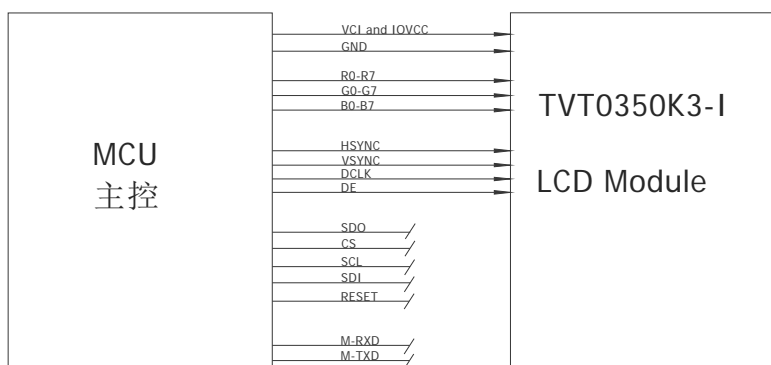 VCI and IOVCC
GND
R0-R7
G0-G7
B0-B7
TVT0350K3-I
MCU
主控
HSYNC
VSYNC
DCLK
DE
LCD Module
SDO
CS
SCL
SDI
RESET
M-RXD
M-TXD